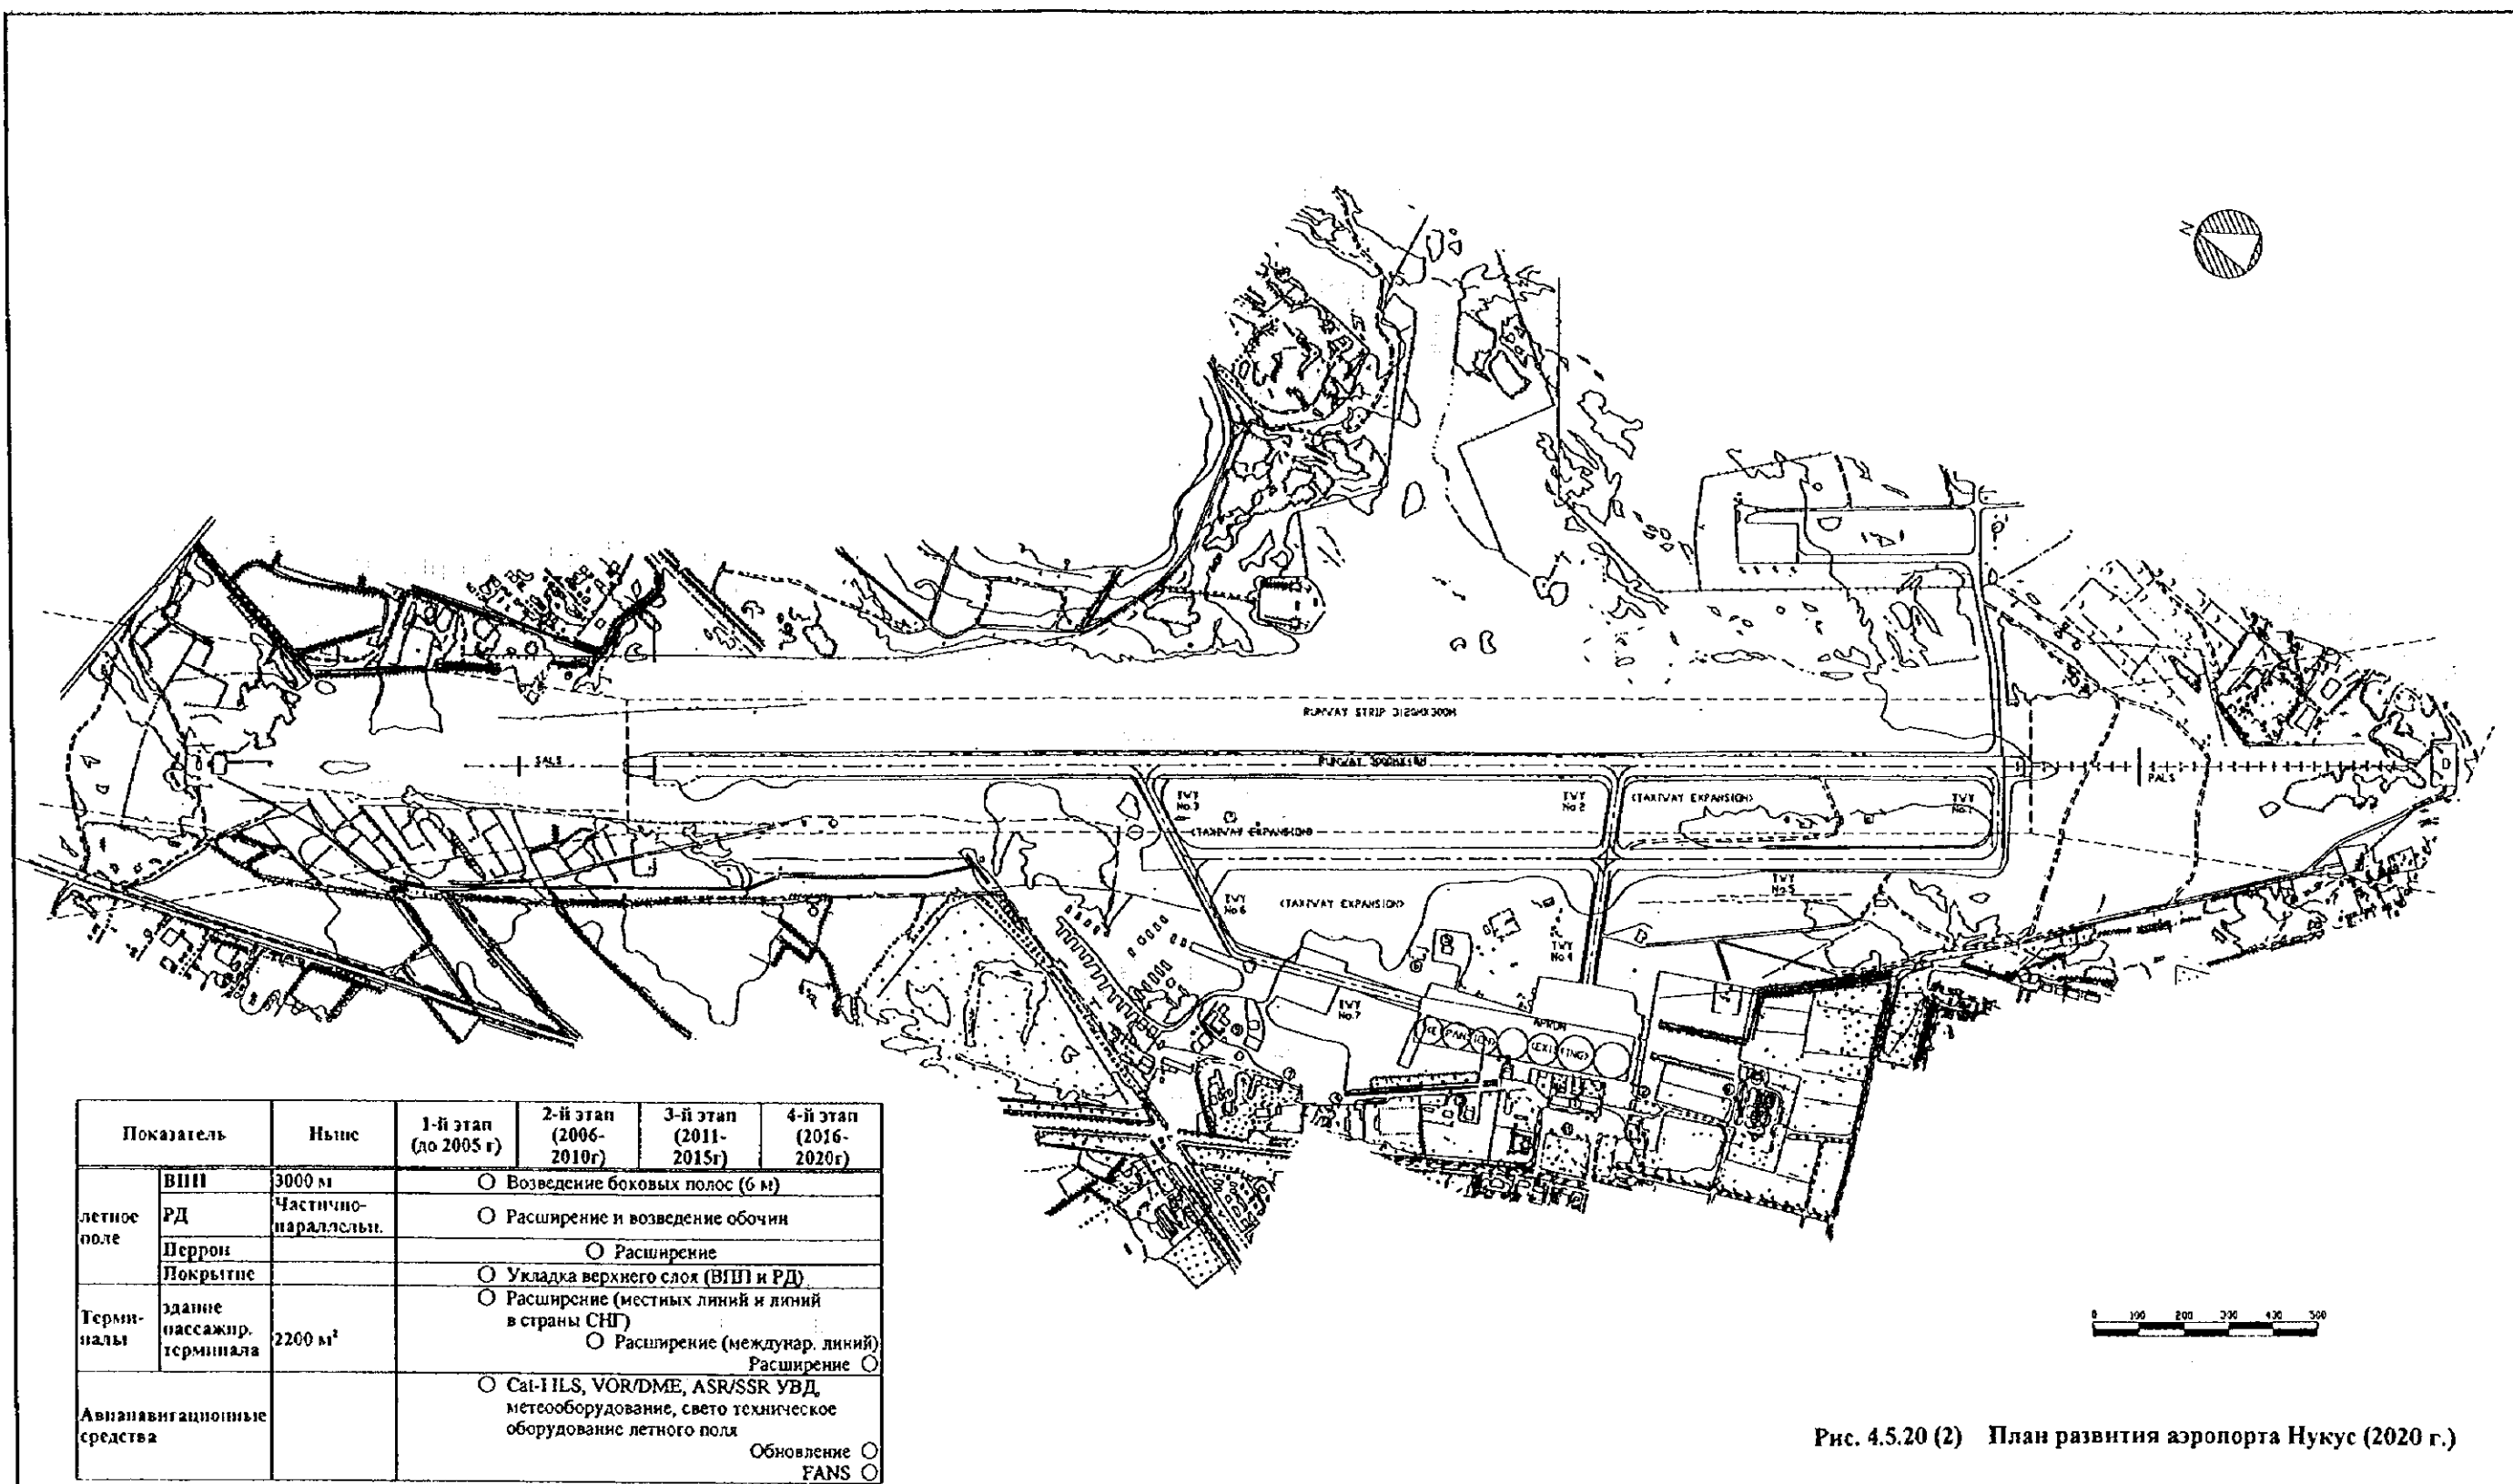 N
RUNWAY STRIP 3120MX300M
SALS
PALS
TWY
No.3
TWY
No.2
(TAXIWAY EXPANSION)
TWY
No.1
(TAXIWAY EXPANSION)
TWY
No.5
TWY
No.6
(TAXIWAY EXPANSION)
TWY
No.4
TWY
No.7
APRON
Показатель
Ныне
1-й этап
(до 2005 г)
2-й этап
(2006-
2010г)
3-й этап
(2011-
2015г)
4-й этап
(2016-
2020г)
летное
поле
ВПП
3000 м
○ Возведение боковых полос (6 м)
РД
Частично-
параллельн.
○ Расширение и возведение обочин
Перрон
○ Расширение
Покрытие
○ Укладка верхнего слоя (ВПП и РД)
Терми-
налы
здание
пассажир.
терминала
2200 м²
○ Расширение (местных линий и линий
в страны СНГ)
○ Расширение (междунар. линий)
Расширение ○
Авианавигационные
средства
○ Cat-I ILS, VOR/DME, ASR/SSR УВД,
метеооборудование, свето техническое
оборудование летного поля
Обновление ○
FANS ○
0 100 200 300 400 500
Рис. 4.5.20 (2) План развития аэропорта Нукус (2020 г.)